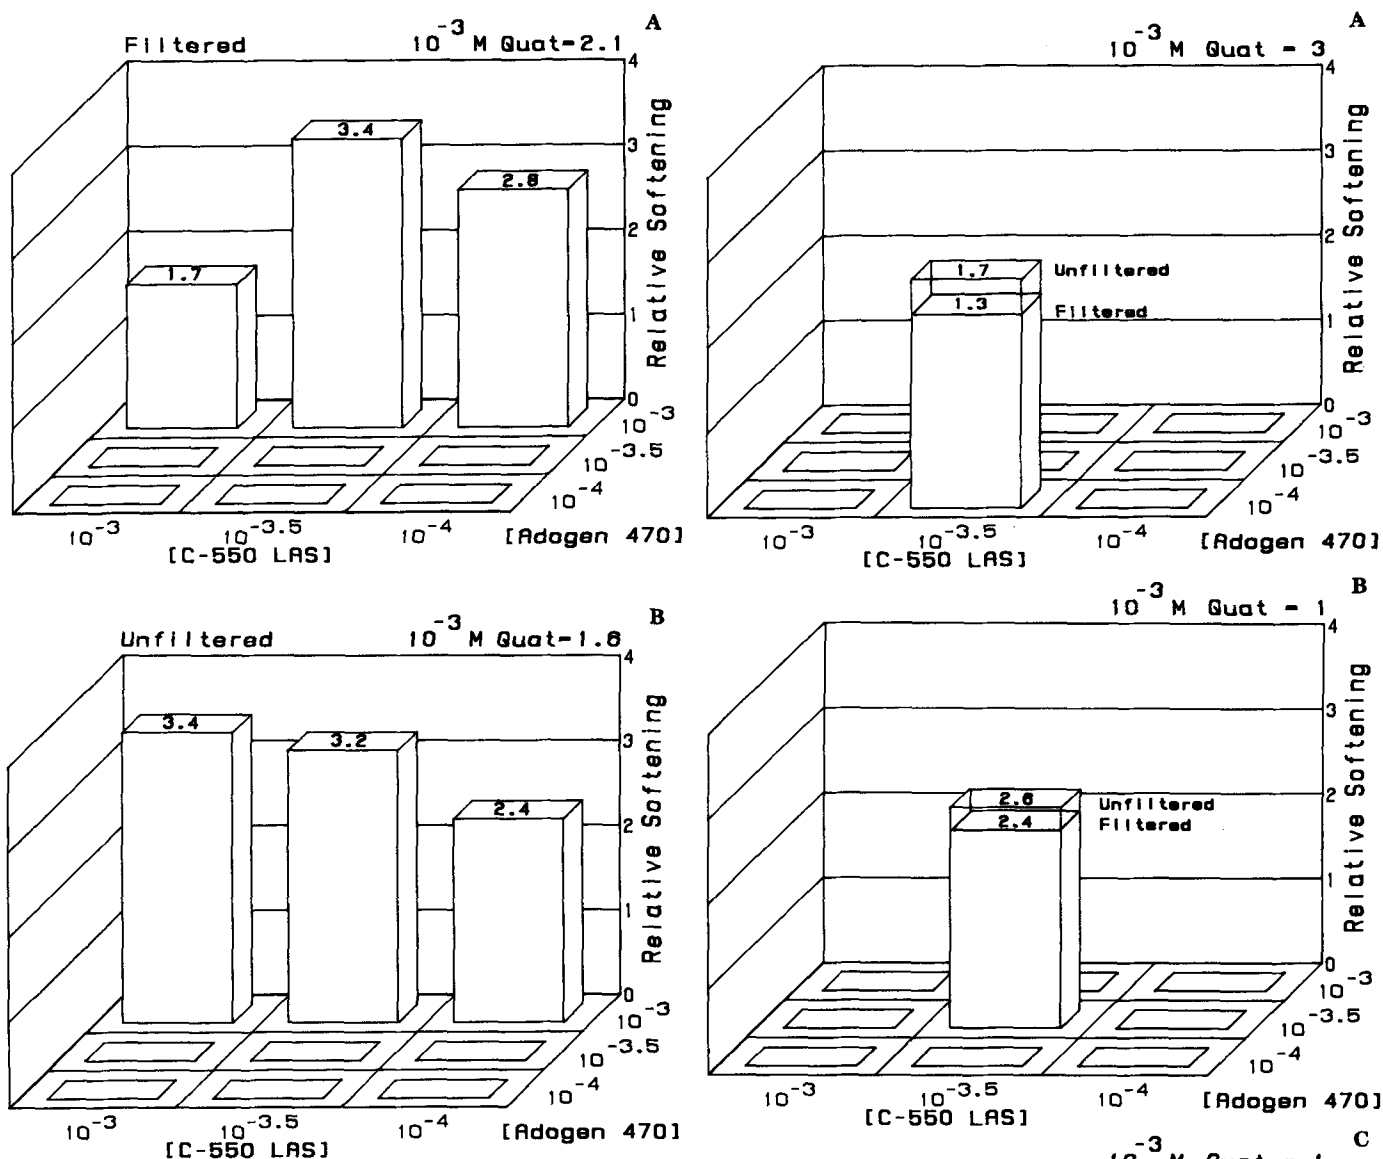 A
Filtered 10^-3 M Quat=2.1
4
3
2
1
0
Relative Softening
3.4
2.8
1.7
10^-3
10^-3.5
10^-4
10^-3 10^-3.5 10^-4 [Adogen 470]
[C-550 LAS]
B
Unfiltered 10^-3 M Quat=1.6
4
3
2
1
0
Relative Softening
3.4
3.2
2.4
10^-3
10^-3.5
10^-4
10^-3 10^-3.5 10^-4 [Adogen 470]
[C-550 LAS]
A
10^-3 M Quat = 3
4
3
2
1
0
Relative Softening
1.7 Unfiltered
1.3 Filtered
10^-3
10^-3.5
10^-4
10^-3 10^-3.5 10^-4 [Adogen 470]
[C-550 LAS]
B
10^-3 M Quat = 1
4
3
2
1
0
Relative Softening
2.6 Unfiltered
2.4 Filtered
10^-3
10^-3.5
10^-4
10^-3 10^-3.5 10^-4 [Adogen 470]
[C-550 LAS]
C